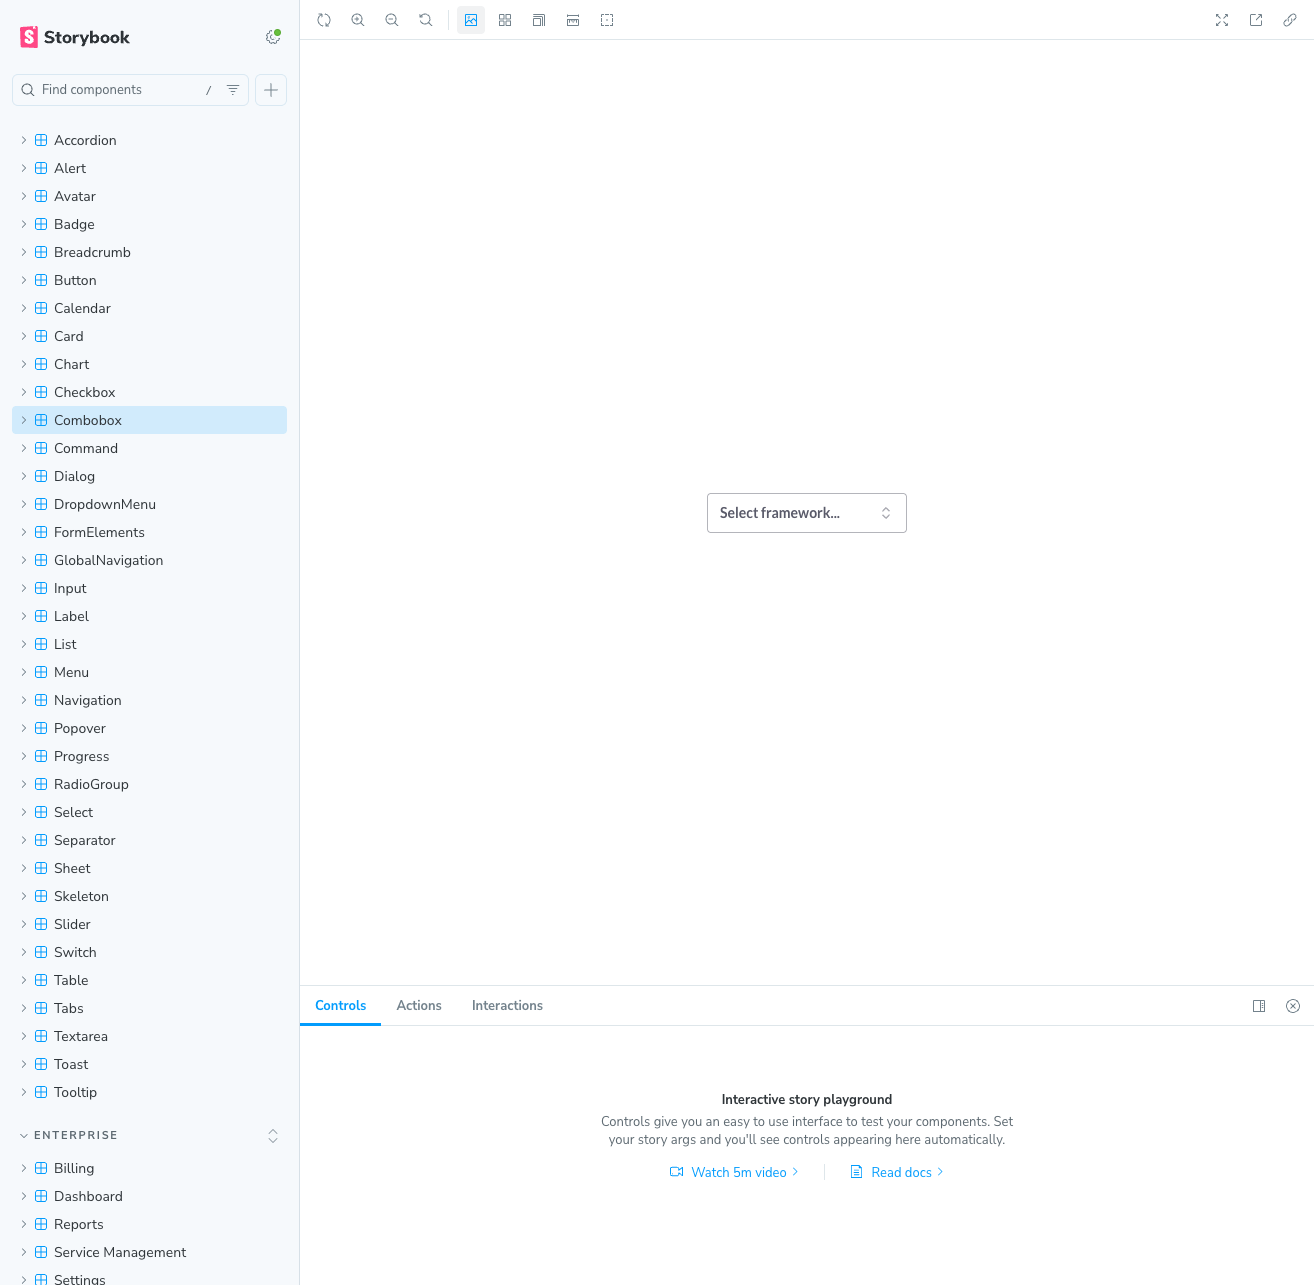 Storybook
Find components /
Accordion
Alert
Avatar
Badge
Breadcrumb
Button
Calendar
Card
Chart
Checkbox
Combobox
Command
Dialog
DropdownMenu
FormElements
GlobalNavigation
Input
Label
List
Menu
Navigation
Popover
Progress
RadioGroup
Select
Separator
Sheet
Skeleton
Slider
Switch
Table
Tabs
Textarea
Toast
Tooltip
ENTERPRISE
Billing
Dashboard
Reports
Service Management
Settings
Select framework...
Controls Actions Interactions
Interactive story playground
Controls give you an easy to use interface to test your components. Set
your story args and you'll see controls appearing here automatically.
Watch 5m video Read docs